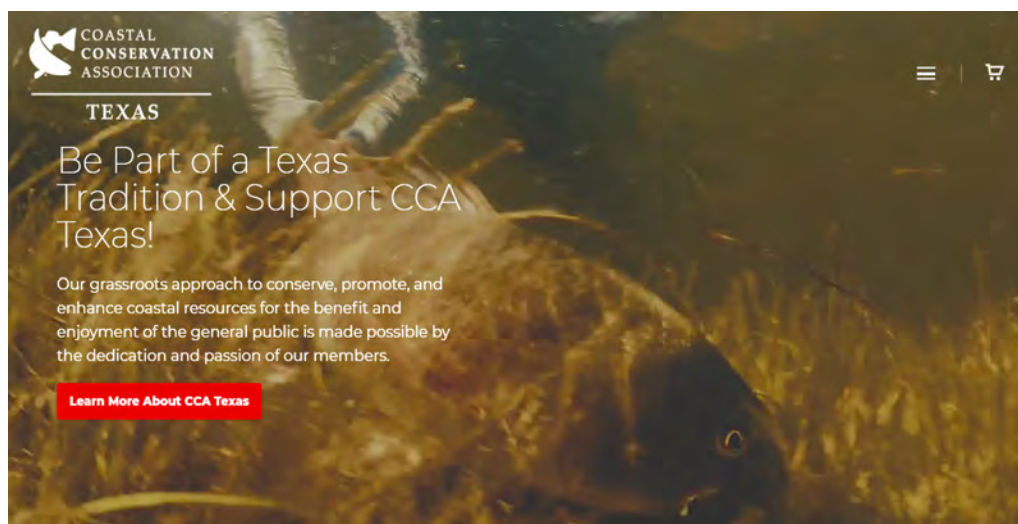 COASTAL
CONSERVATION
ASSOCIATION
TEXAS
Be Part of a Texas
Tradition & Support CCA
Texas!
Our grassroots approach to conserve, promote, and
enhance coastal resources for the benefit and
enjoyment of the general public is made possible by
the dedication and passion of our members.
Learn More About CCA Texas